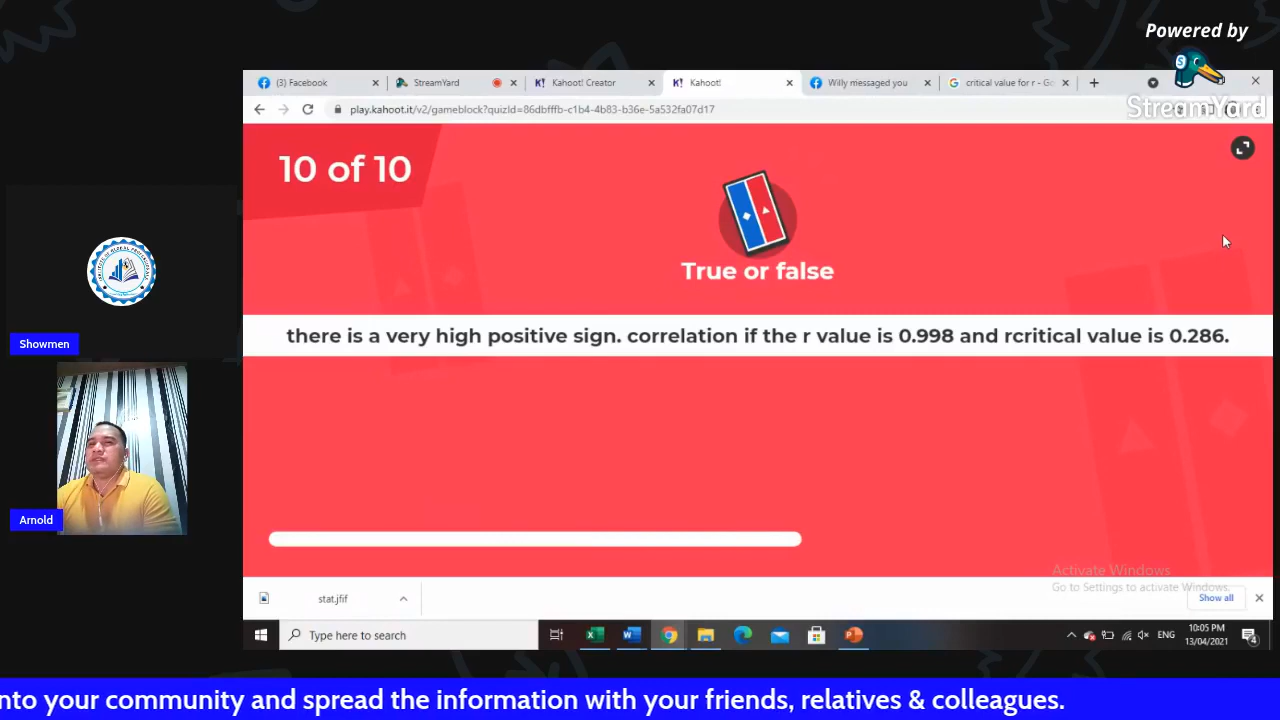 Powered by
StreamYard
(3) Facebook
StreamYard
Kahoot! Creator
Kahoot!
Willy messaged you
critical value for r - Go
play.kahoot.it/v2/gameblock?quizId=86dbfffb-c1b4-4b83-b36e-5a532fa07d17
10 of 10
True or false
there is a very high positive sign. correlation if the r value is 0.998 and rcritical value is 0.286.
Showmen
Arnold
Activate Windows
Go to Settings to activate Windows.
stat.jfif
Show all
Type here to search
ENG
10:05 PM
13/04/2021
4
nto your community and spread the information with your friends, relatives & colleagues.